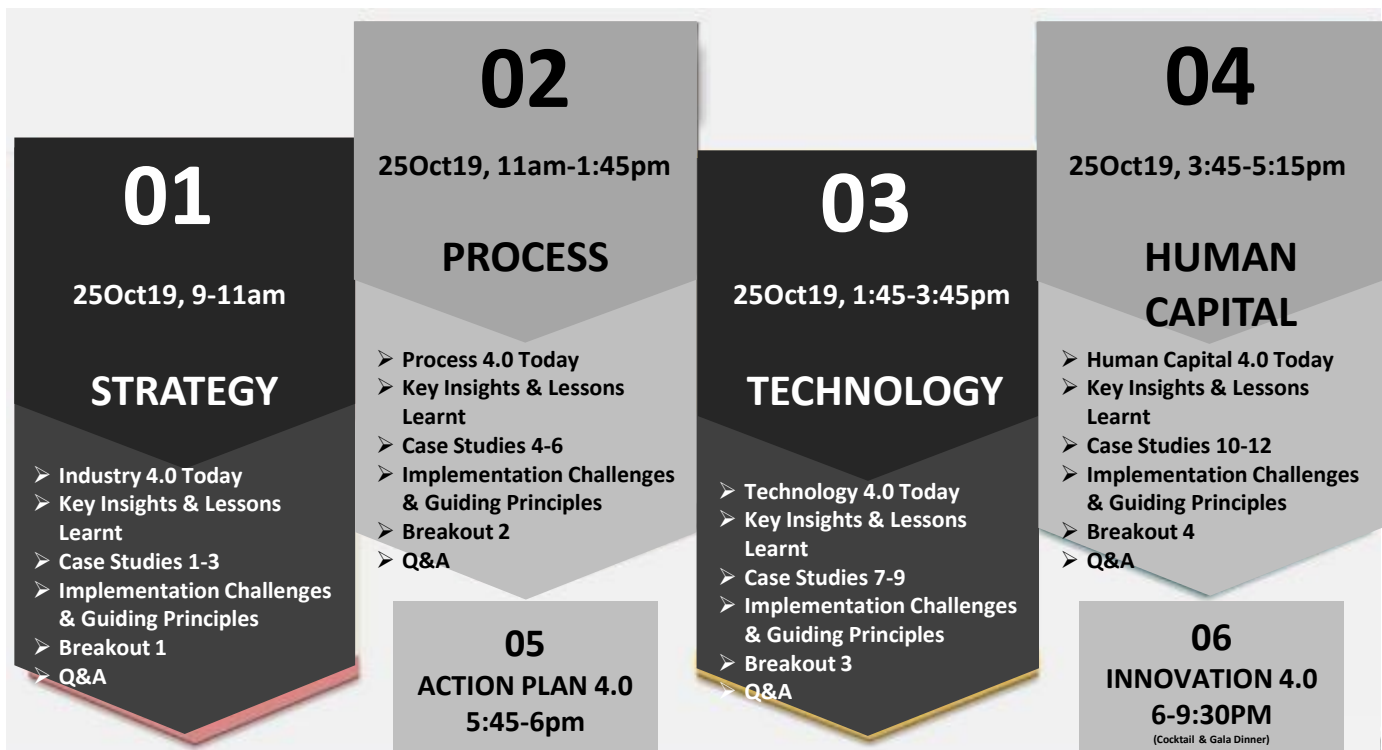 01
25Oct19, 9-11am
STRATEGY
➢ Industry 4.0 Today
➢ Key Insights & Lessons
Learnt
➢ Case Studies 1-3
➢ Implementation Challenges
& Guiding Principles
➢ Breakout 1
➢ Q&A
02
25Oct19, 11am-1:45pm
PROCESS
➢ Process 4.0 Today
➢ Key Insights & Lessons
Learnt
➢ Case Studies 4-6
➢ Implementation Challenges
& Guiding Principles
➢ Breakout 2
➢ Q&A
03
25Oct19, 1:45-3:45pm
TECHNOLOGY
➢ Technology 4.0 Today
➢ Key Insights & Lessons
Learnt
➢ Case Studies 7-9
➢ Implementation Challenges
& Guiding Principles
➢ Breakout 3
➢ Q&A
04
25Oct19, 3:45-5:15pm
HUMAN
CAPITAL
➢ Human Capital 4.0 Today
➢ Key Insights & Lessons
Learnt
➢ Case Studies 10-12
➢ Implementation Challenges
& Guiding Principles
➢ Breakout 4
➢ Q&A
05
ACTION PLAN 4.0
5:45-6pm
06
INNOVATION 4.0
6-9:30PM
(Cocktail & Gala Dinner)